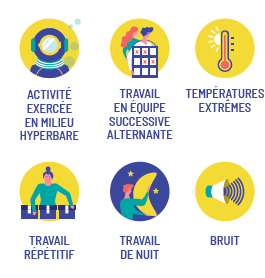 ACTIVITÉ
EXERCÉE
EN MILIEU
HYPERBARE
TRAVAIL
EN ÉQUIPE
SUCCESSIVE
ALTERNANTE
TEMPÉRATURES
EXTRÊMES
TRAVAIL
RÉPÉTITIF
TRAVAIL
DE NUIT
BRUIT